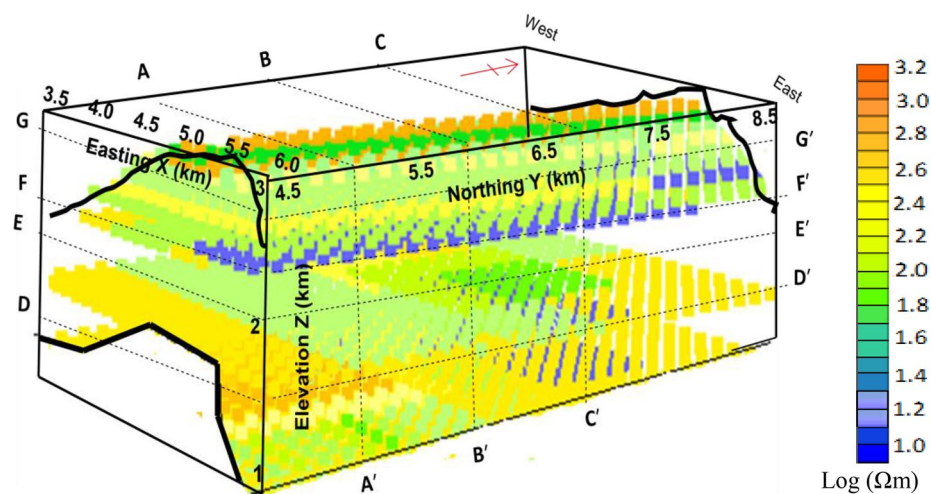 West
C
B
A
East
3.5
4.0
4.5
5.0
5.5
6.0
Easting X (km)
G
F
E
D
3
4.5
5.5
6.5
7.5
8.5
Northing Y (km)
G′
F′
E′
D′
2
Elevation Z (km)
1
A′
B′
C′
3.2
3.0
2.8
2.6
2.4
2.2
2.0
1.8
1.6
1.4
1.2
1.0
Log (Ωm)